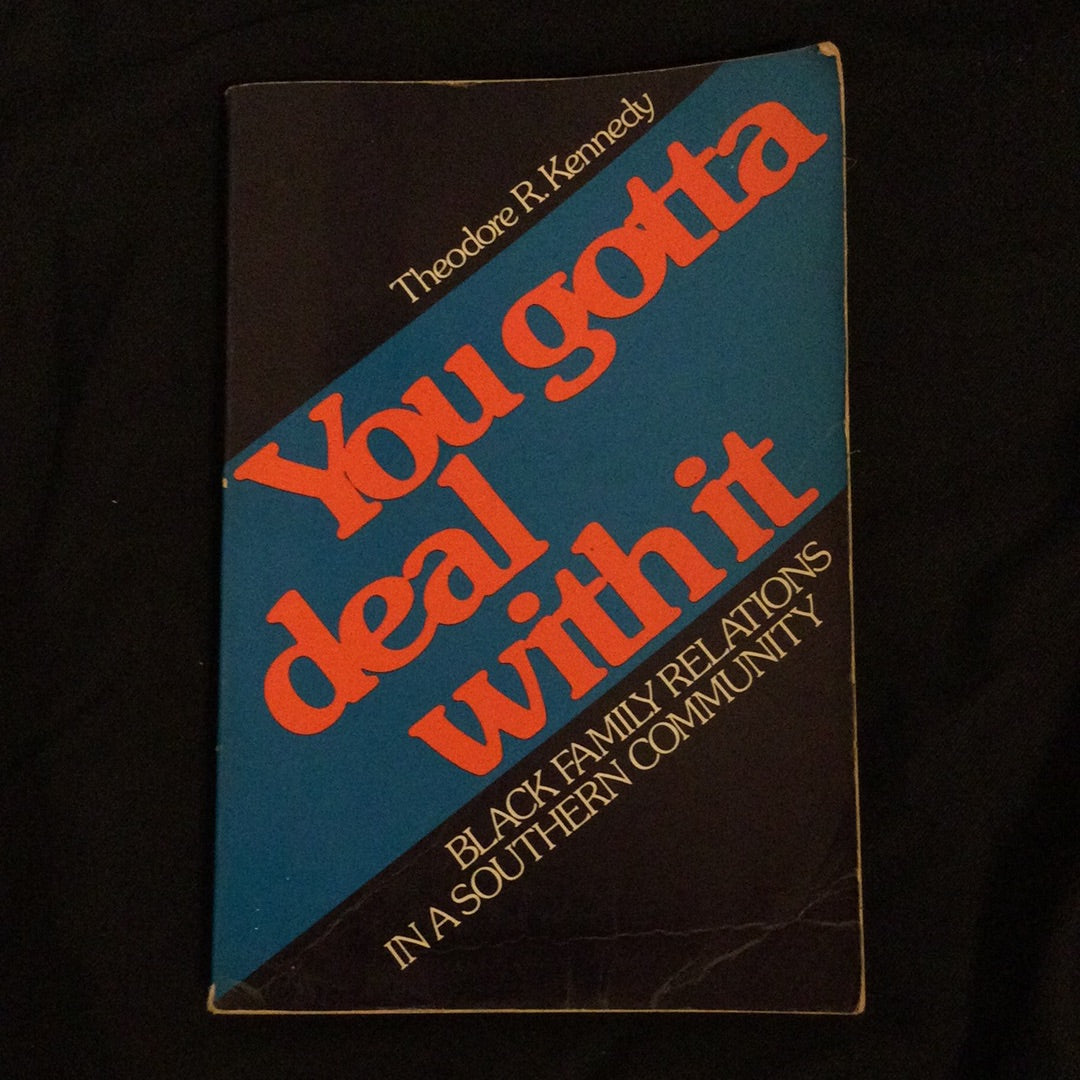 Theodore R. Kennedy
You gotta
deal
with it
BLACK FAMILY RELATIONS
IN A SOUTHERN COMMUNITY